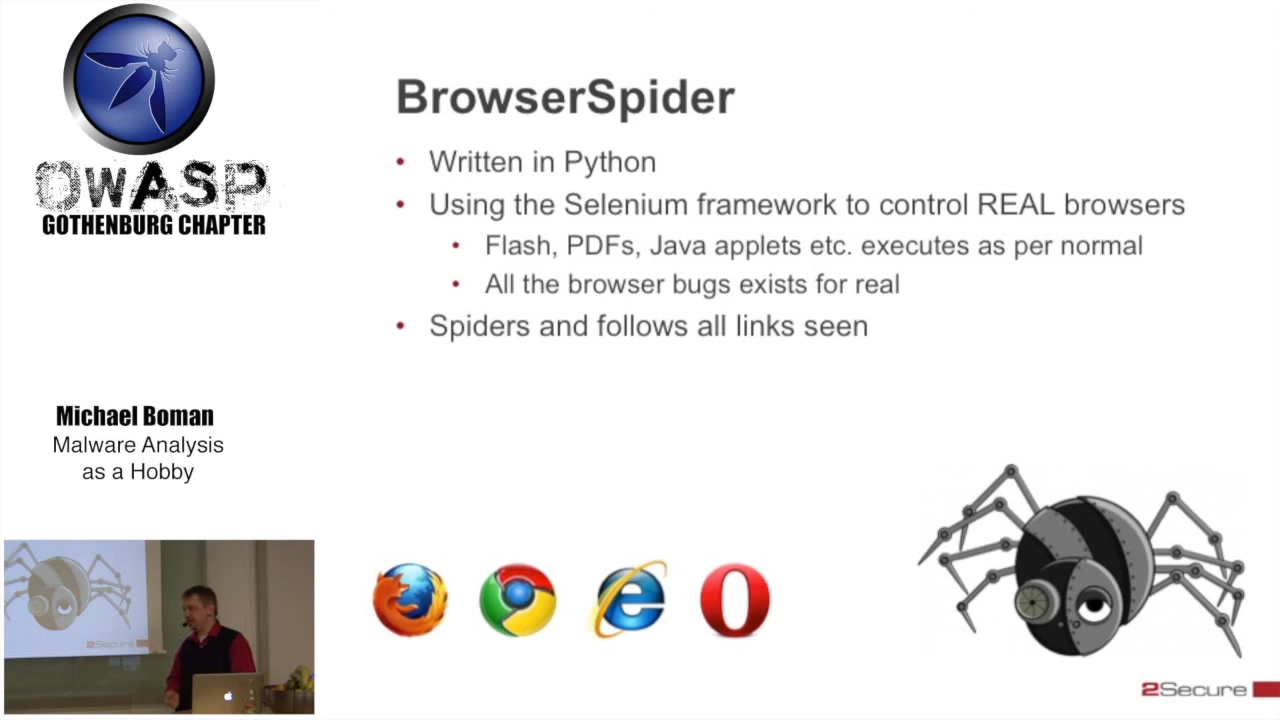 OWASP
GOTHENBURG CHAPTER
Michael Boman
Malware Analysis
as a Hobby
BrowserSpider
• Written in Python
• Using the Selenium framework to control REAL browsers
• Flash, PDFs, Java applets etc. executes as per normal
• All the browser bugs exists for real
• Spiders and follows all links seen
2Secure
2Secure